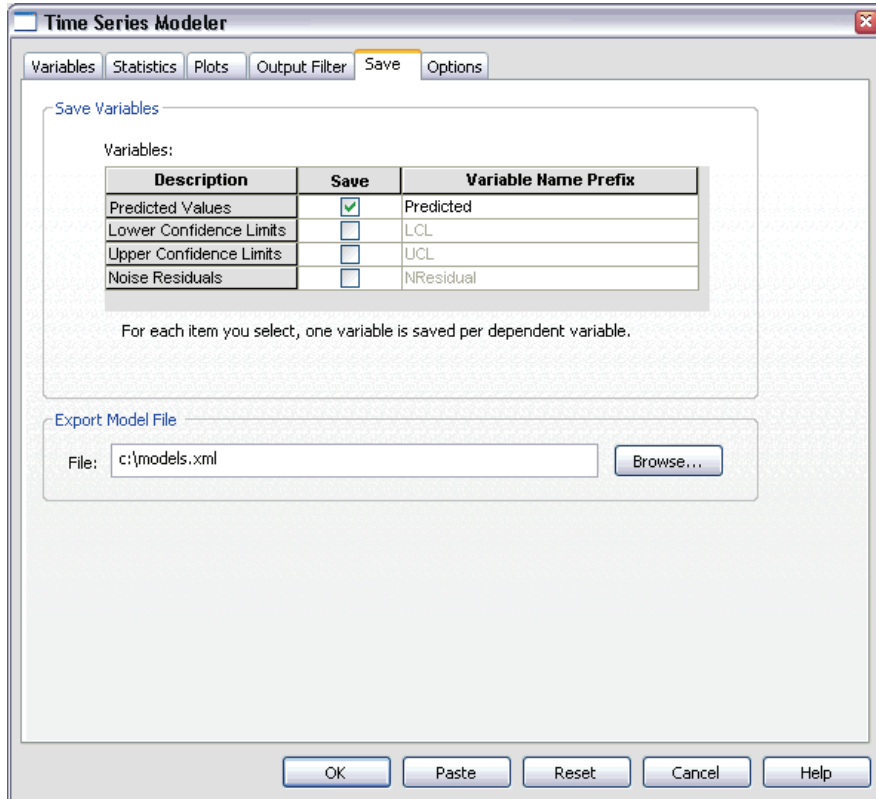 Time Series Modeler
Variables Statistics Plots Output Filter Save Options
Save Variables
Variables:
Description Save Variable Name Prefix
Predicted Values Predicted
Lower Confidence Limits LCL
Upper Confidence Limits UCL
Noise Residuals NResidual
For each item you select, one variable is saved per dependent variable.
Export Model File
File: c:\models.xml Browse...
OK Paste Reset Cancel Help